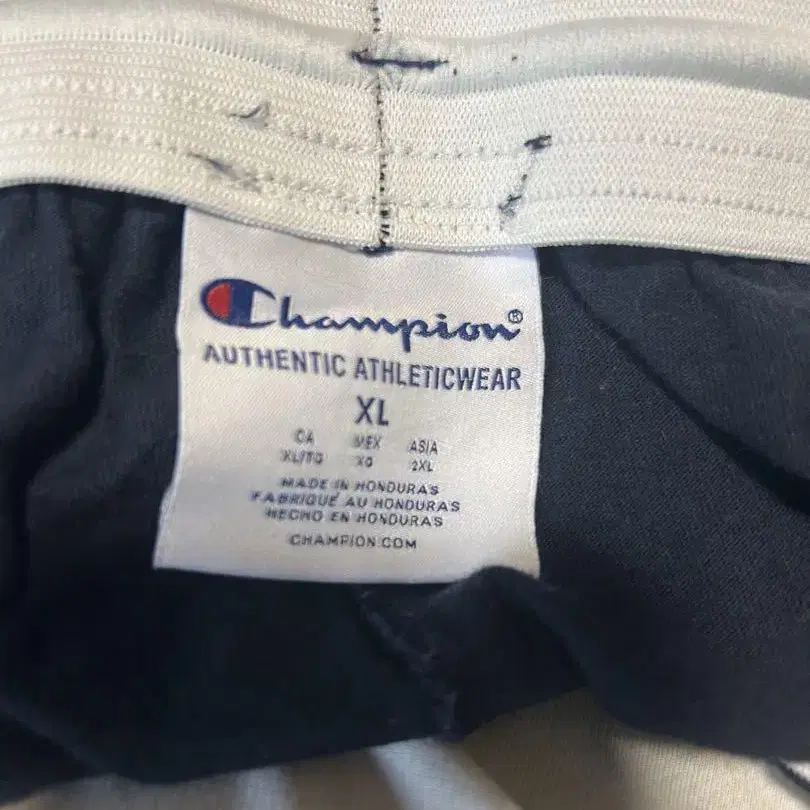 Champion®
AUTHENTIC ATHLETICWEAR
XL
CA MEX ASIA
XL/TG XG 2XL
MADE IN HONDURAS
FABRIQUÉ AU HONDURAS
HECHO EN HONDURAS
CHAMPION.COM